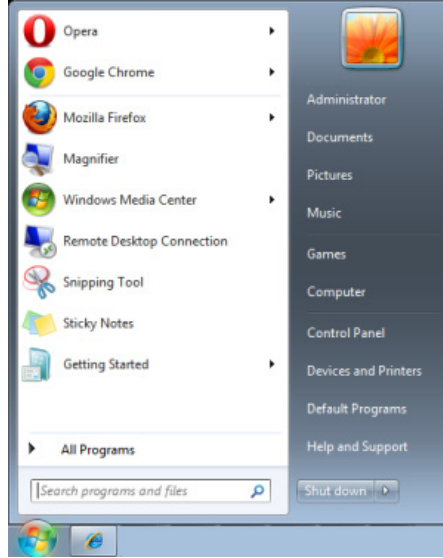 Opera
Google Chrome
Mozilla Firefox
Magnifier
Windows Media Center
Remote Desktop Connection
Snipping Tool
Sticky Notes
Getting Started
All Programs
Search programs and files
Administrator
Documents
Pictures
Music
Games
Computer
Control Panel
Devices and Printers
Default Programs
Help and Support
Shut down